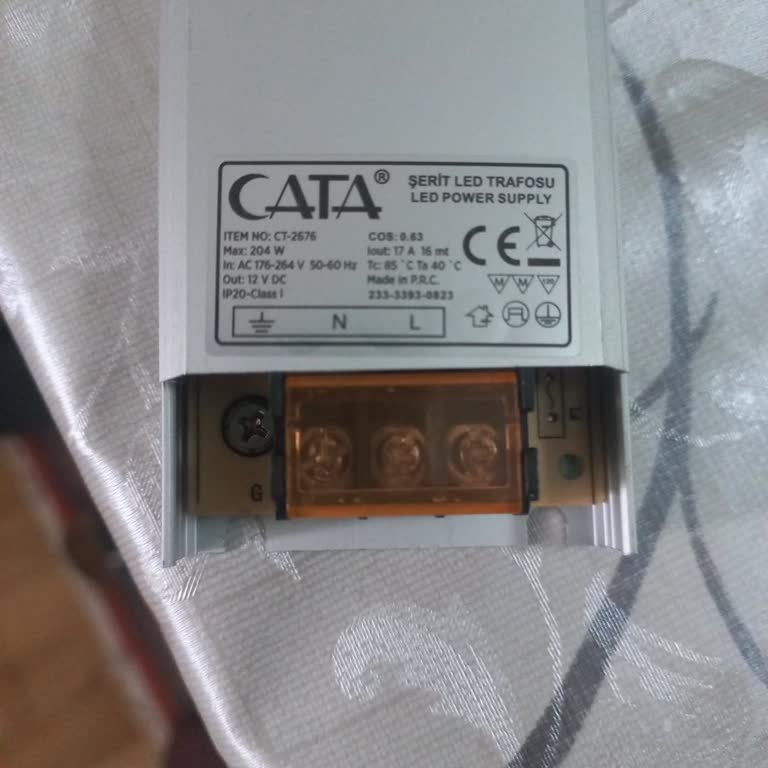 CATA®
ŞERİT LED TRAFOSU
LED POWER SUPPLY
ITEM NO: CT-2676
Max: 204 W
In: AC 176-264 V 50-60 Hz
Out: 12 V DC
IP20-Class I
COS: 0.63
Iout: 17 A 16 mt
Tc: 85 °C Ta 40 °C
Made in P.R.C.
233-3393-0823
CE
M M 120
N L
G